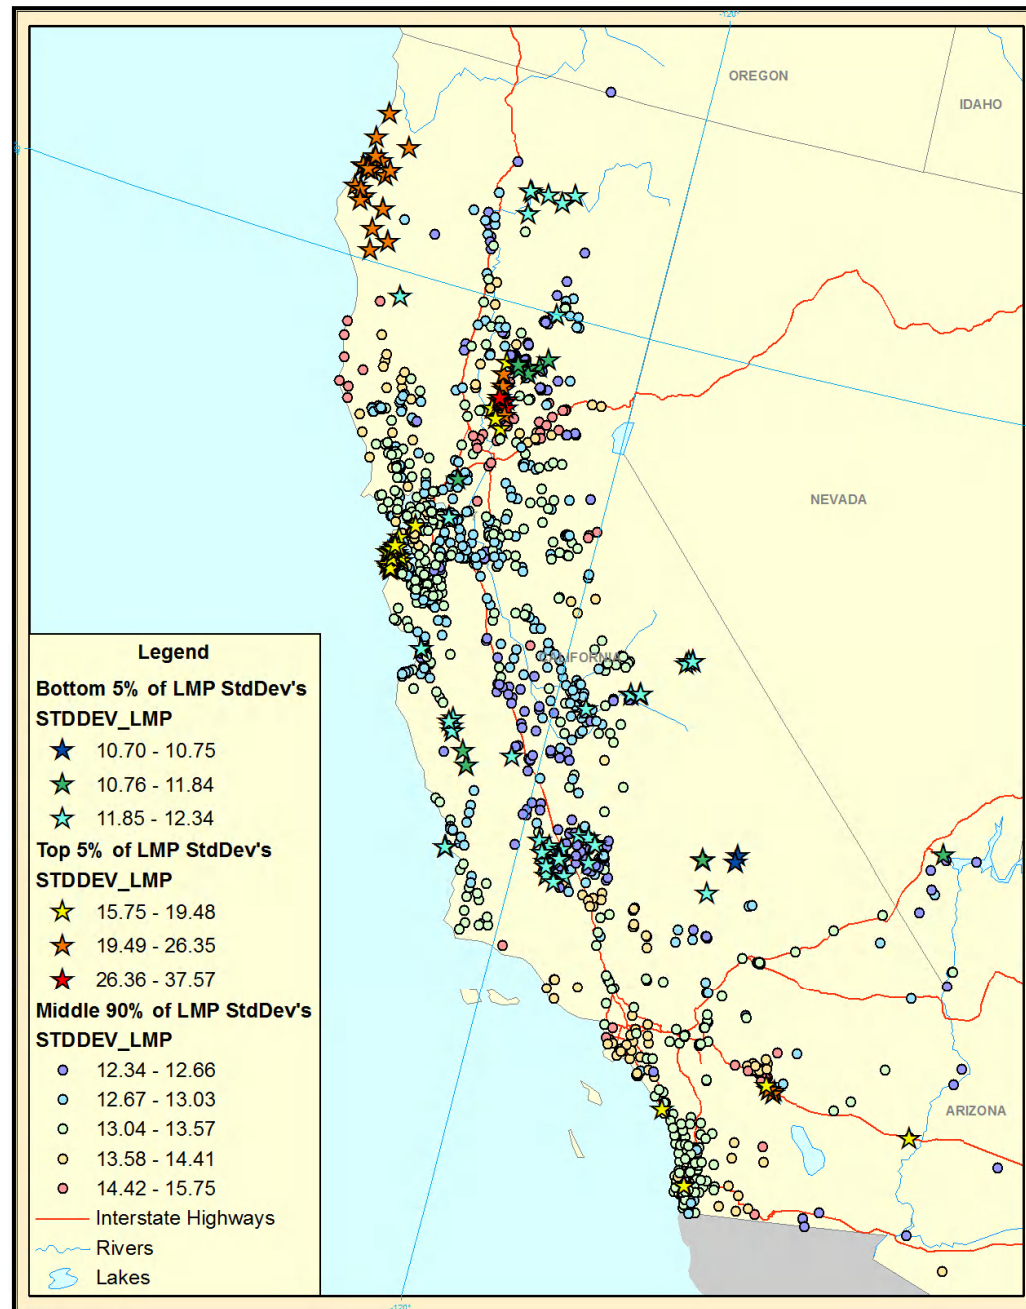 -120°
OREGON
IDAHO
NEVADA
CALIFORNIA
ARIZONA
Legend
Bottom 5% of LMP StdDev's
STDDEV_LMP
10.70 - 10.75
10.76 - 11.84
11.85 - 12.34
Top 5% of LMP StdDev's
STDDEV_LMP
15.75 - 19.48
19.49 - 26.35
26.36 - 37.57
Middle 90% of LMP StdDev's
STDDEV_LMP
12.34 - 12.66
12.67 - 13.03
13.04 - 13.57
13.58 - 14.41
14.42 - 15.75
Interstate Highways
Rivers
Lakes
-120°